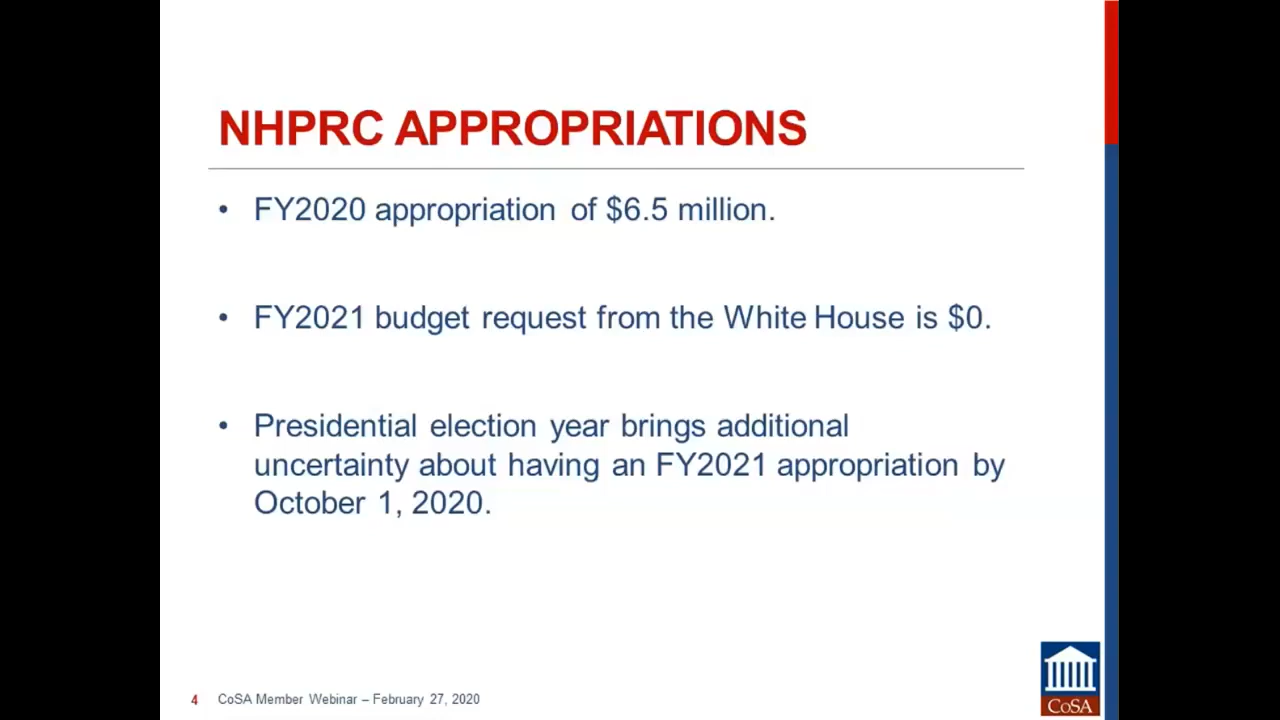 NHPRC APPROPRIATIONS
• FY2020 appropriation of $6.5 million.
• FY2021 budget request from the White House is $0.
• Presidential election year brings additional
uncertainty about having an FY2021 appropriation by
October 1, 2020.
4 CoSA Member Webinar – February 27, 2020
CoSA